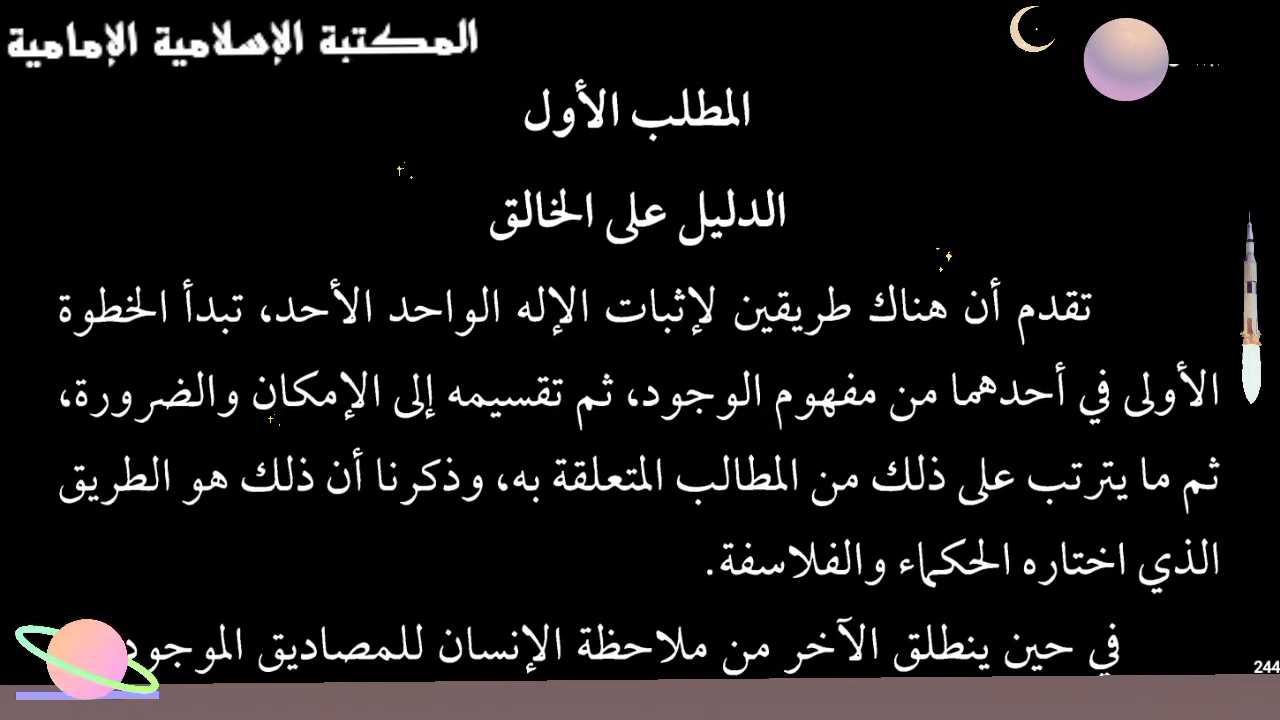 المكتبة الإسلامية الإمامية
المطلب الأول
الدليل على الخالق
تقدم أن هناك طريقين لإثبات الإله الواحد الأحد، تبدأ الخطوة
الأولى في أحدهما من مفهوم الوجود، ثم تقسيمه إلى الإمكان والضرورة،
ثم ما يترتب على ذلك من المطالب المتعلقة به، وذكرنا أن ذلك هو الطريق
الذي اختاره الحكماء والفلاسفة.
في حين ينطلق الآخر من ملاحظة الإنسان للمصاديق
244